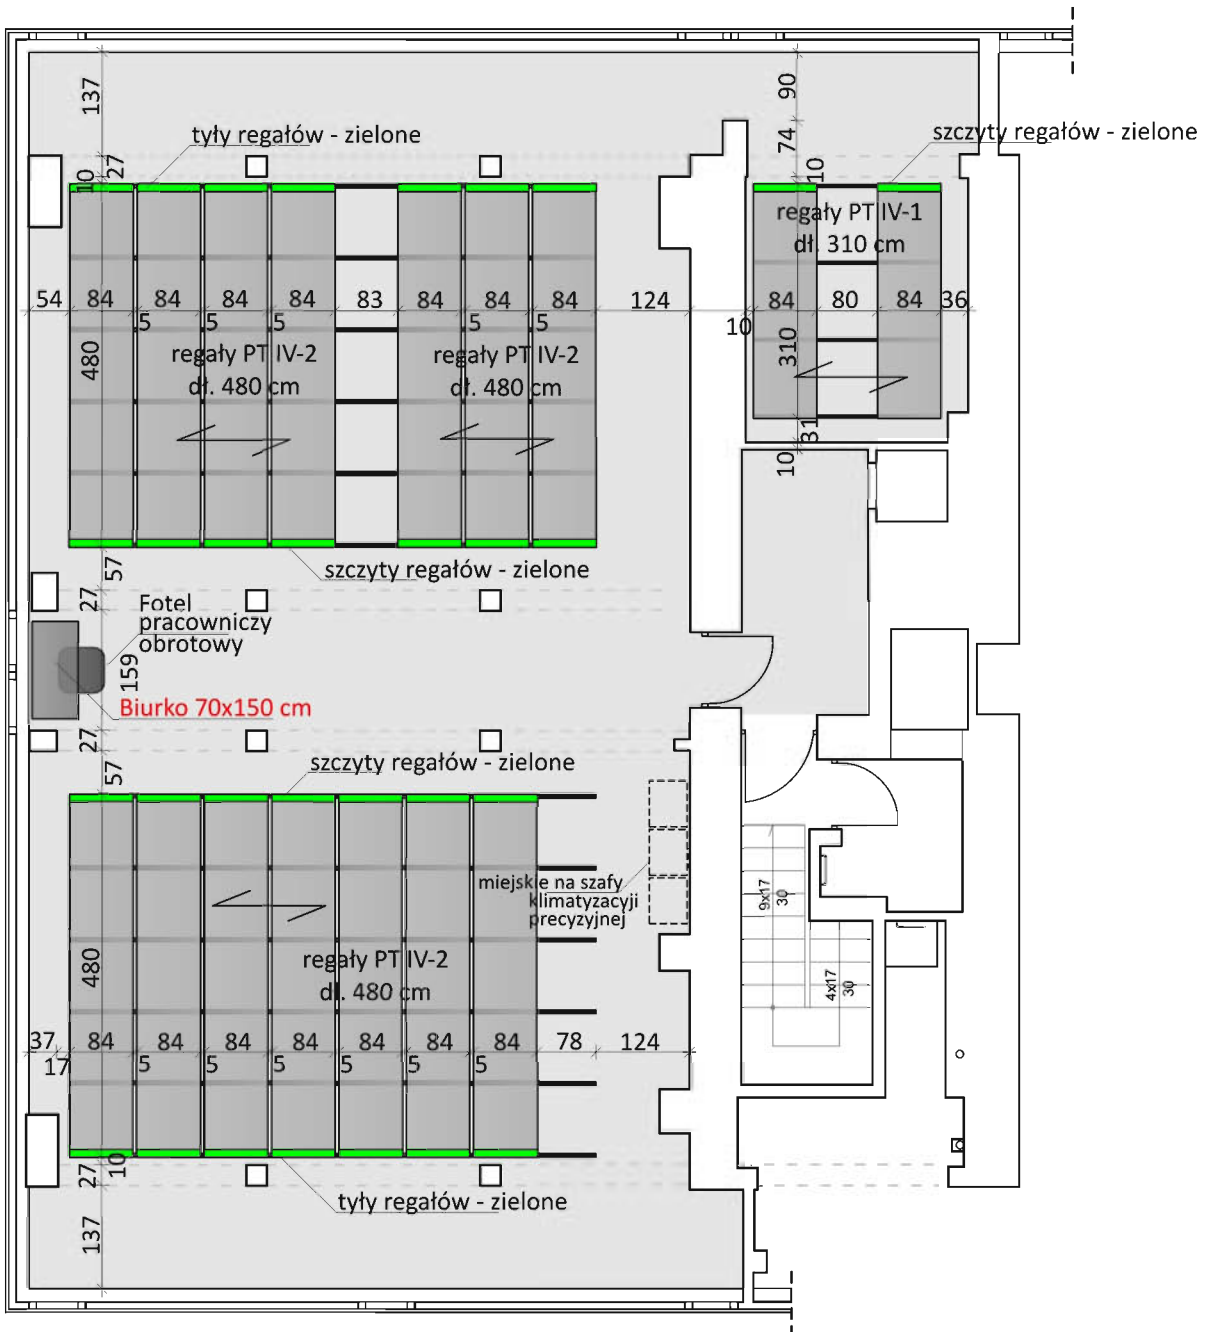 137
90
74
27
10
10
tyły regałów - zielone
szczyty regałów - zielone
regały PT IV-1
dł. 310 cm
54
84
84
84
84
83
84
84
84
124
84
80
84
36
5
5
5
5
5
10
480
310
regały PT IV-2
dł. 480 cm
regały PT IV-2
dł. 480 cm
31
10
57
szczyty regałów - zielone
27
Fotel
pracowniczy
obrotowy
159
Biurko 70x150 cm
27
57
szczyty regałów - zielone
miejskie na szafy
klimatyzacyji
precyzyjnej
9x17
30
4x17
30
480
regały PT IV-2
dł. 480 cm
37
17
84
84
84
84
84
84
84
78
124
5
5
5
5
5
5
27
10
tyły regałów - zielone
137